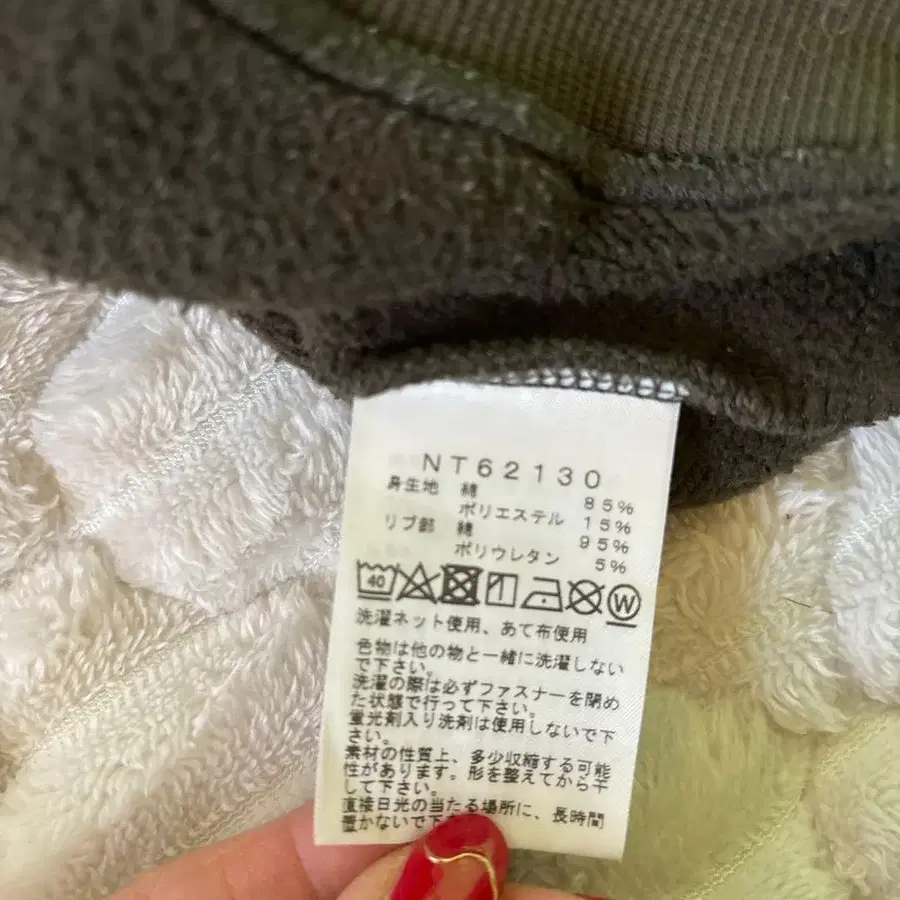 NT62130
身生地 綿 85%
ポリエステル 15%
リブ部 綿 95%
ポリウレタン 5%
40 W
洗濯ネット使用、あて布使用
色物は他の物と一緒に洗濯しない
で下さい。
洗濯の際は必ずファスナーを閉め
た状態で行って下さい。
蛍光剤入り洗剤は使用しないで下
さい。
素材の性質上、多少収縮する可能
性があります。形を整えてから干
して下さい。
直接日光の当たる場所に、長時間
置かないで下